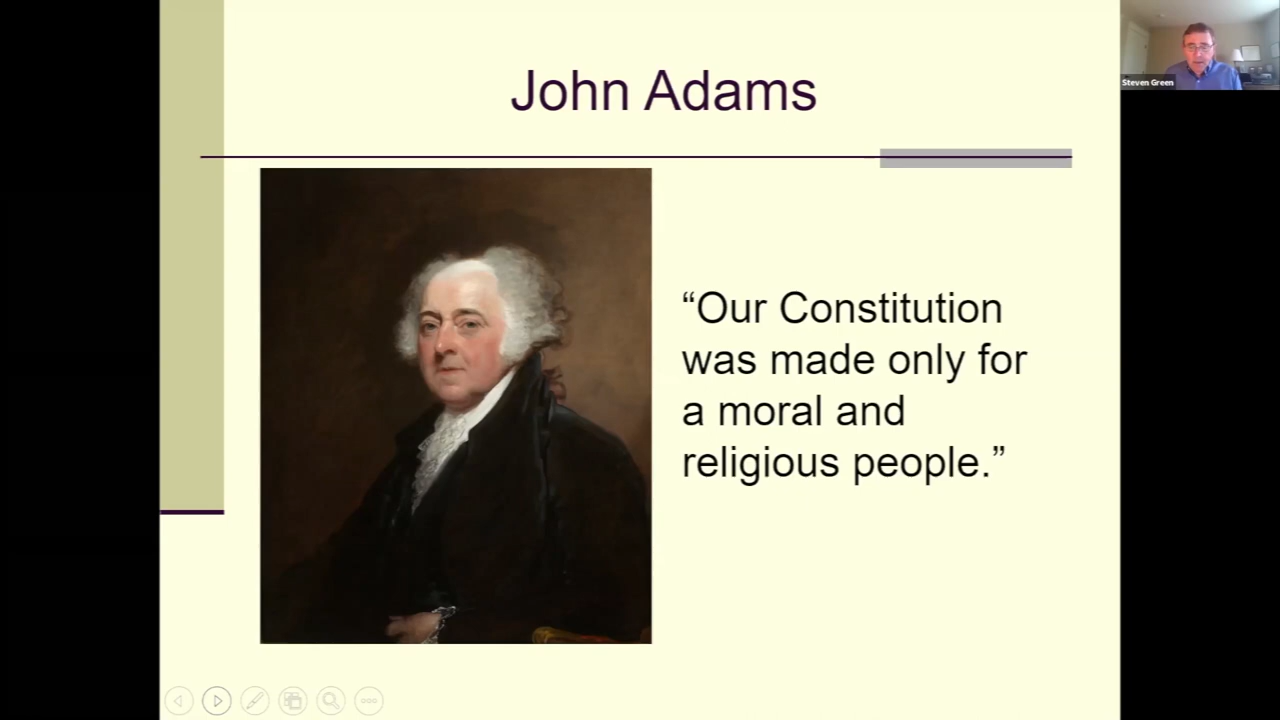 John Adams
Steven Green
“Our Constitution
was made only for
a moral and
religious people.”